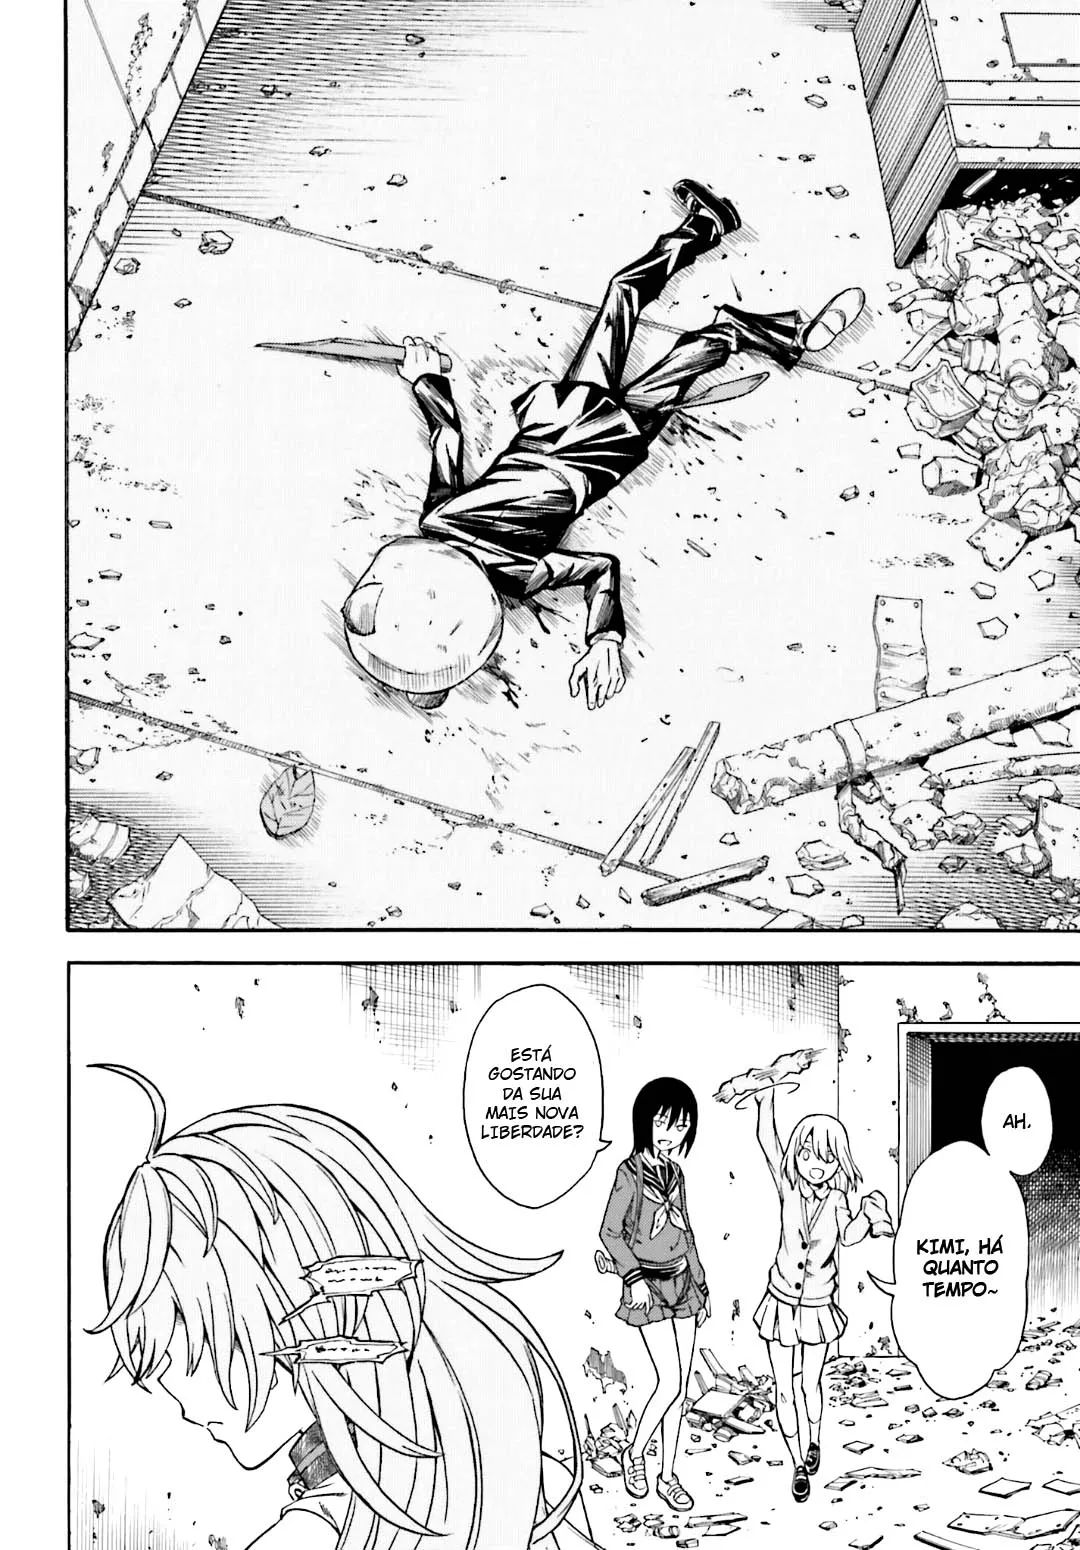 AH.
KIMI, HÁ
QUANTO
TEMPO~
ESTÁ
GOSTANDO
DA SUA
MAIS NOVA
LIBERDADE?